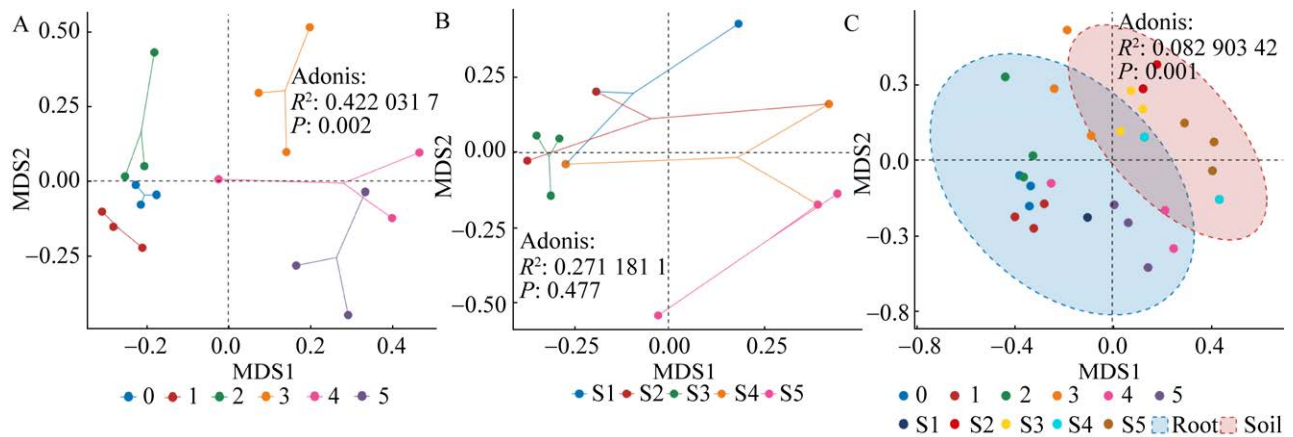 A
0.50
0.25
0.00
−0.25
MDS2
Adonis:
R²: 0.422 031 7
P: 0.002
−0.2
0.0
0.2
0.4
MDS1
0 1 2 3 4 5
B
0.25
0.00
−0.25
−0.50
MDS2
Adonis:
R²: 0.271 181 1
P: 0.477
−0.25
0.00
0.25
MDS1
S1 S2 S3 S4 S5
C
0.3
0.0
−0.3
−0.8
MDS2
Adonis:
R²: 0.082 903 42
P: 0.001
−0.8
−0.4
0.0
0.4
MDS1
0 1 2 3 4 5
S1 S2 S3 S4 S5 Root Soil